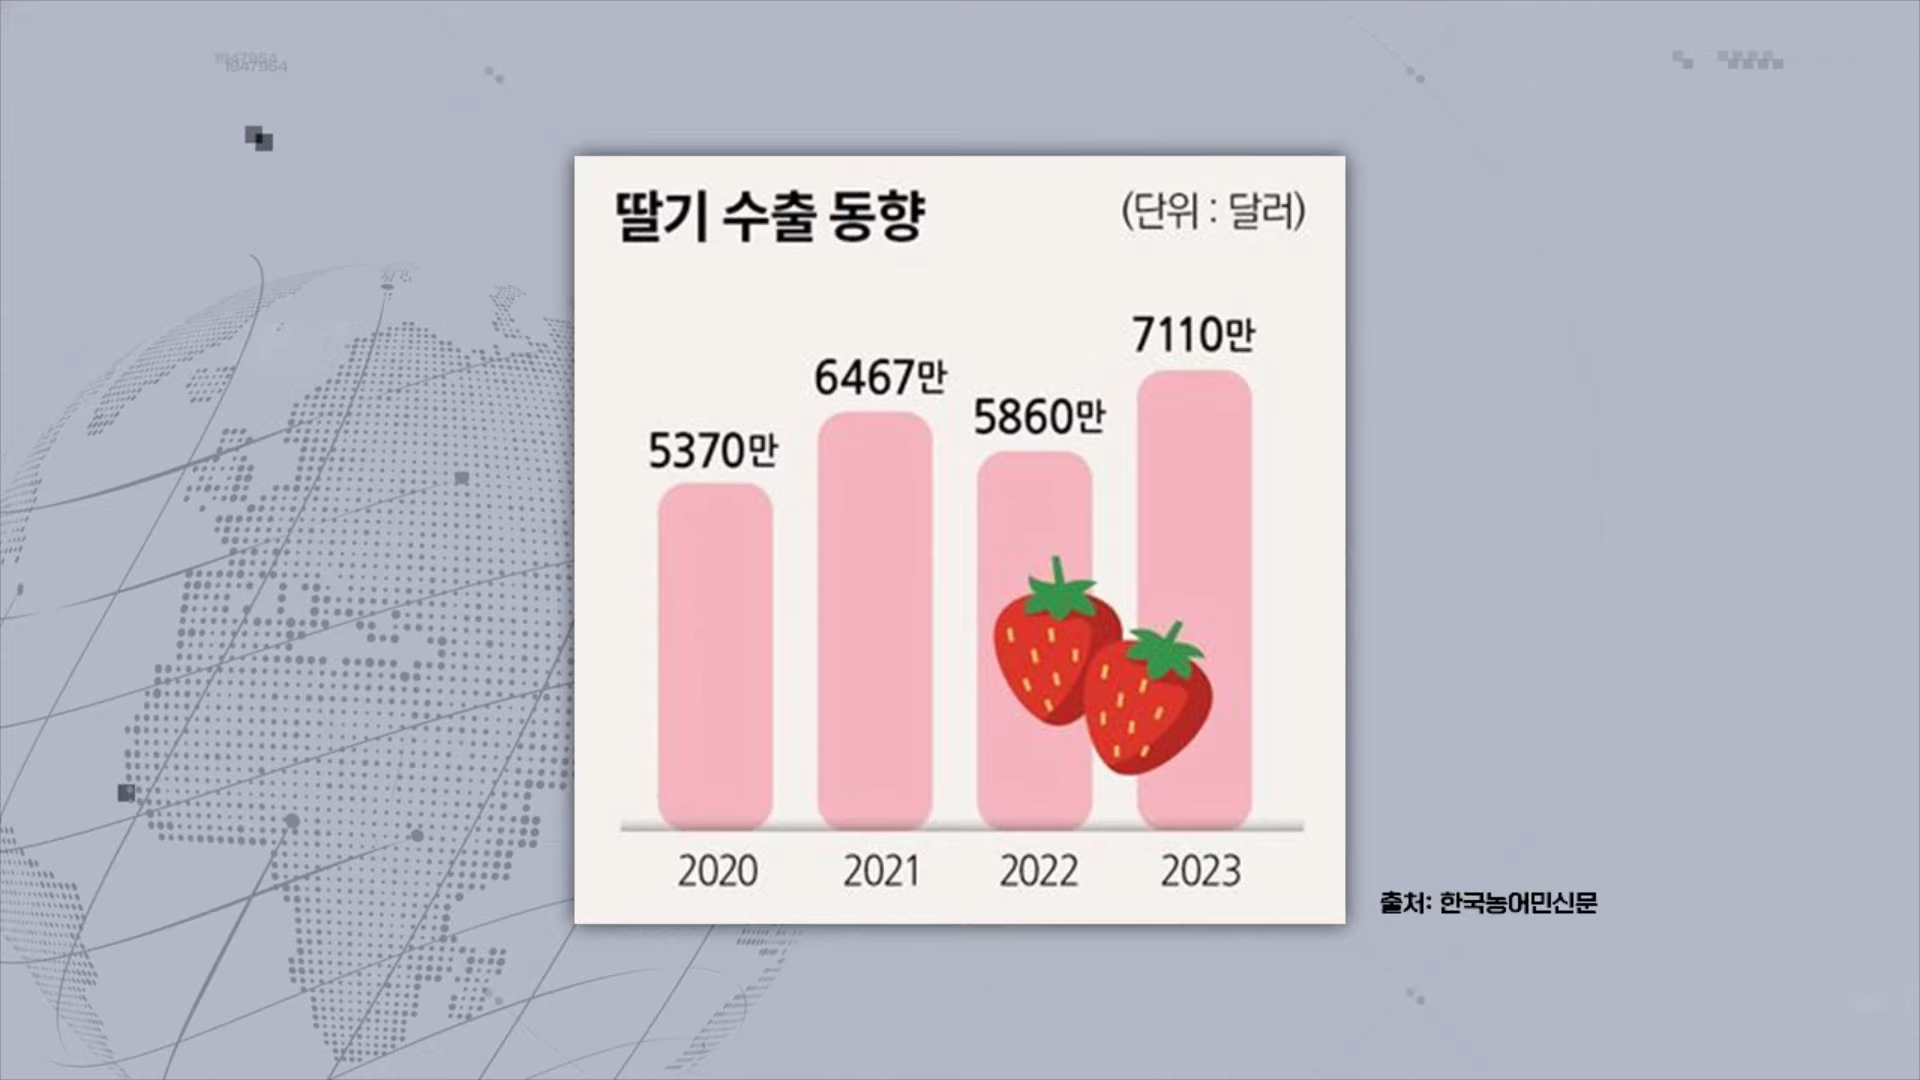 1947954
1947954
딸기 수출 동향
(단위 : 달러)
7110만
6467만
5860만
5370만
2020 2021 2022 2023
출처: 한국농어민신문